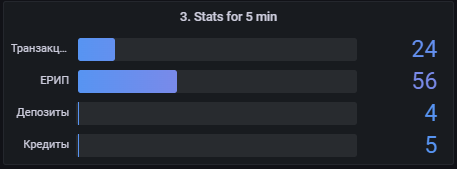 3. Stats for 5 min
Транзакц... 24
ЕРИП 56
Депозиты 4
Кредиты 5